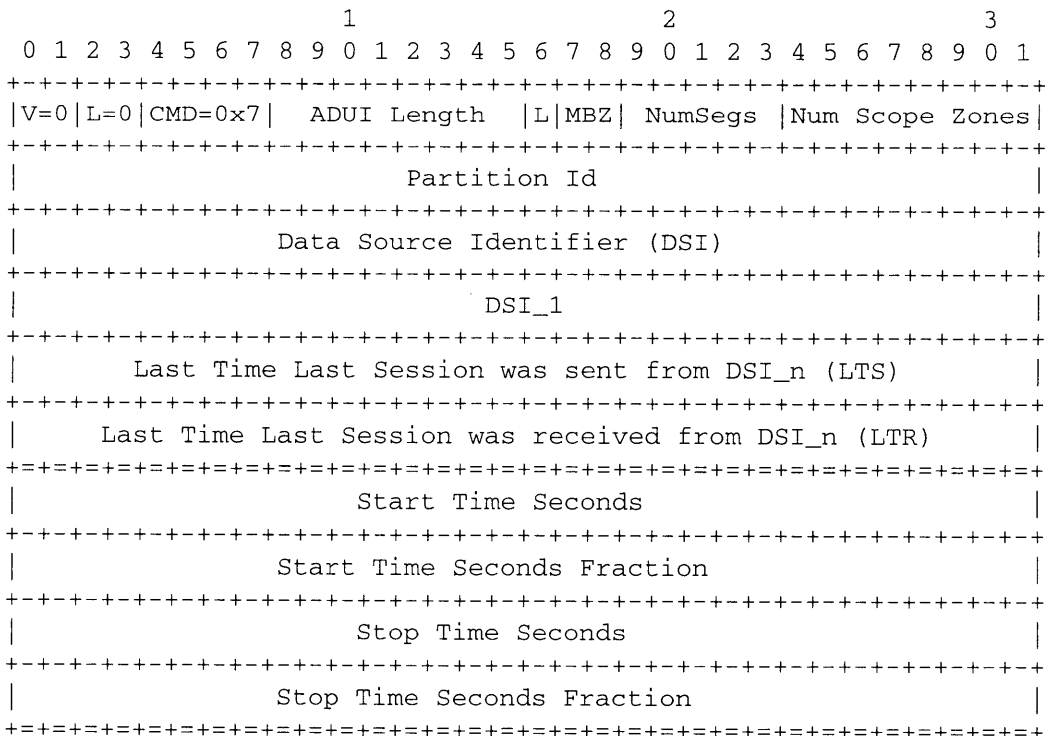 1                   2                   3
 0 1 2 3 4 5 6 7 8 9 0 1 2 3 4 5 6 7 8 9 0 1 2 3 4 5 6 7 8 9 0 1
+-+-+-+-+-+-+-+-+-+-+-+-+-+-+-+-+-+-+-+-+-+-+-+-+-+-+-+-+-+-+-+-+
|V=0|L=0|CMD=0x7|  ADUI Length  |L|MBZ| NumSegs |Num Scope Zones|
+-+-+-+-+-+-+-+-+-+-+-+-+-+-+-+-+-+-+-+-+-+-+-+-+-+-+-+-+-+-+-+-+
|                        Partition Id                           |
+-+-+-+-+-+-+-+-+-+-+-+-+-+-+-+-+-+-+-+-+-+-+-+-+-+-+-+-+-+-+-+-+
|                Data Source Identifier (DSI)                   |
+-+-+-+-+-+-+-+-+-+-+-+-+-+-+-+-+-+-+-+-+-+-+-+-+-+-+-+-+-+-+-+-+
|                             DSI_1                             |
+-+-+-+-+-+-+-+-+-+-+-+-+-+-+-+-+-+-+-+-+-+-+-+-+-+-+-+-+-+-+-+-+
|       Last Time Last Session was sent from DSI_n (LTS)        |
+-+-+-+-+-+-+-+-+-+-+-+-+-+-+-+-+-+-+-+-+-+-+-+-+-+-+-+-+-+-+-+-+
|     Last Time Last Session was received from DSI_n (LTR)      |
+=+=+=+=+=+=+=+=+=+=+=+=+=+=+=+=+=+=+=+=+=+=+=+=+=+=+=+=+=+=+=+=+
|                     Start Time Seconds                        |
+-+-+-+-+-+-+-+-+-+-+-+-+-+-+-+-+-+-+-+-+-+-+-+-+-+-+-+-+-+-+-+-+
|                Start Time Seconds Fraction                    |
+-+-+-+-+-+-+-+-+-+-+-+-+-+-+-+-+-+-+-+-+-+-+-+-+-+-+-+-+-+-+-+-+
|                     Stop Time Seconds                         |
+-+-+-+-+-+-+-+-+-+-+-+-+-+-+-+-+-+-+-+-+-+-+-+-+-+-+-+-+-+-+-+-+
|                Stop Time Seconds Fraction                     |
+=+=+=+=+=+=+=+=+=+=+=+=+=+=+=+=+=+=+=+=+=+=+=+=+=+=+=+=+=+=+=+=+